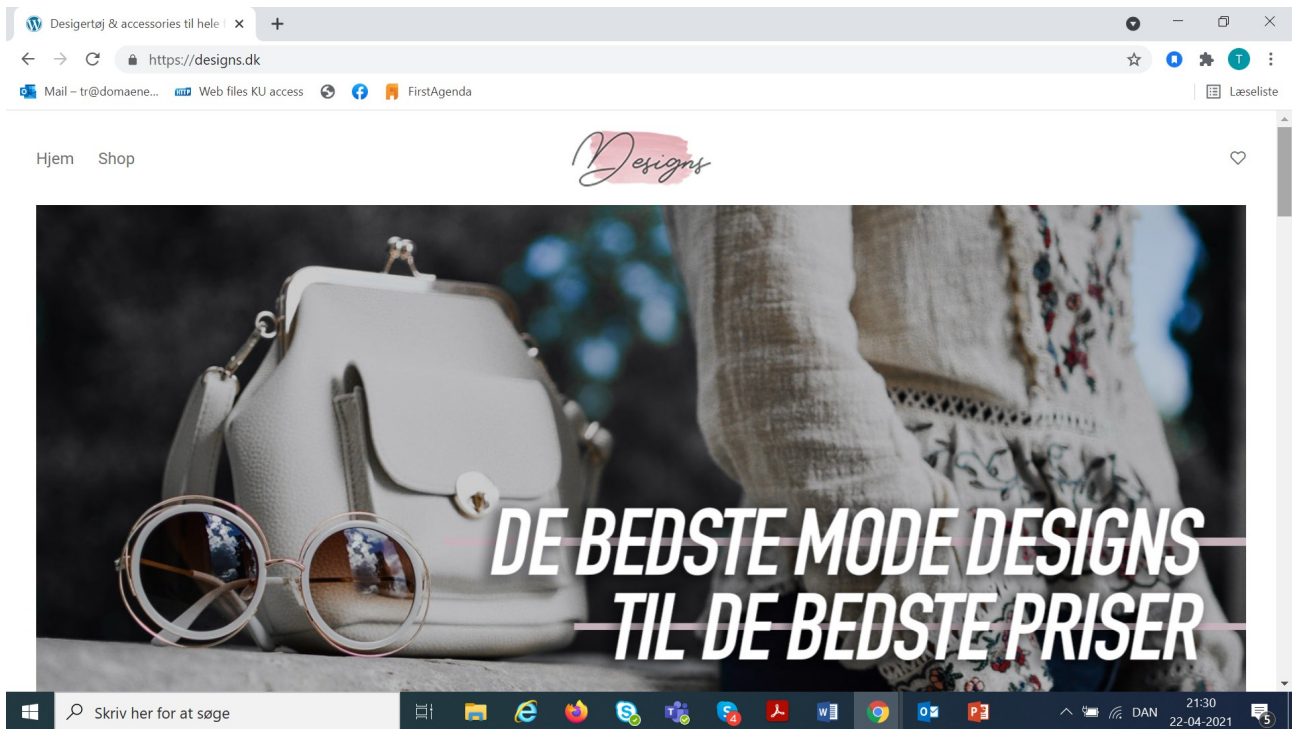 Desigertøj & accessories til hele
https://designs.dk
Mail – tr@domaene...
Web files KU access
FirstAgenda
Læseliste
Hjem
Shop
Designs
DE BEDSTE MODE DESIGNS
TIL DE BEDSTE PRISER
Skriv her for at søge
DAN
21:30
22-04-2021